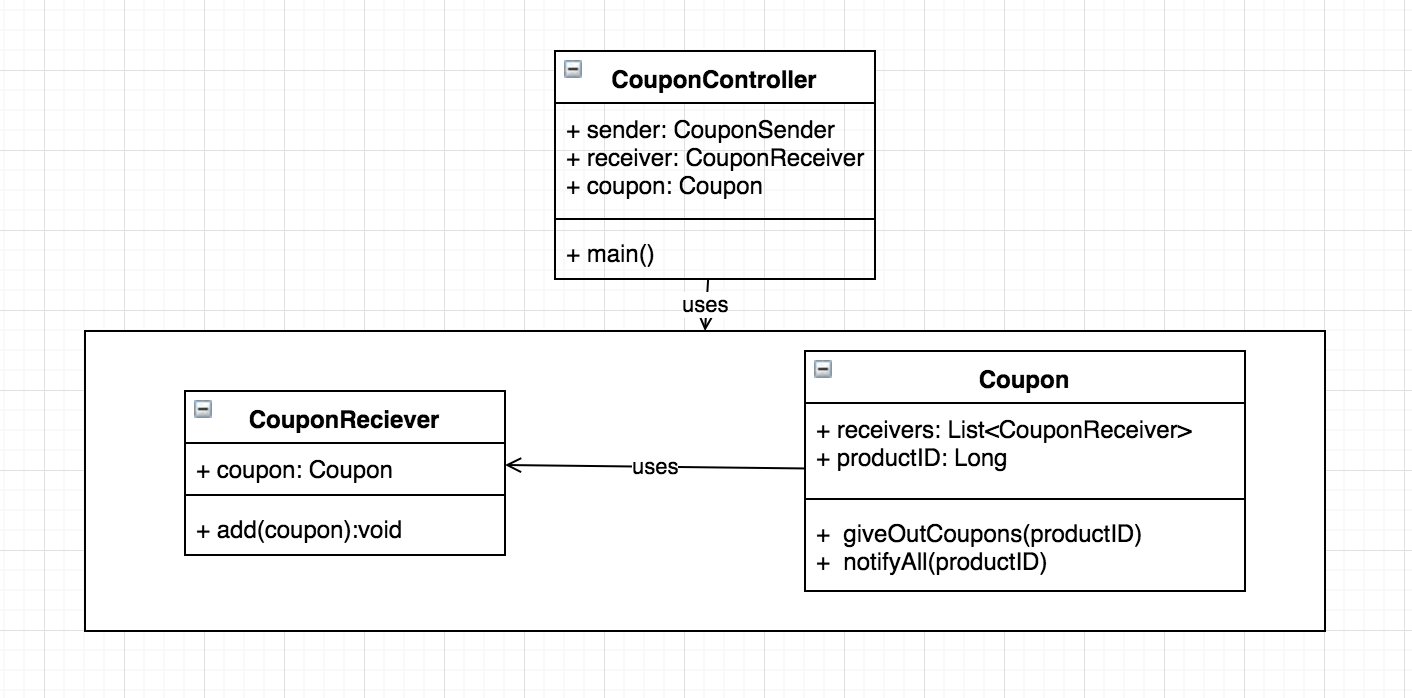 CouponController
+ sender: CouponSender
+ receiver: CouponReceiver
+ coupon: Coupon
+ main()
uses
CouponReciever
+ coupon: Coupon
+ add(coupon):void
uses
Coupon
+ receivers: List<CouponReceiver>
+ productID: Long
+ giveOutCoupons(productID)
+ notifyAll(productID)